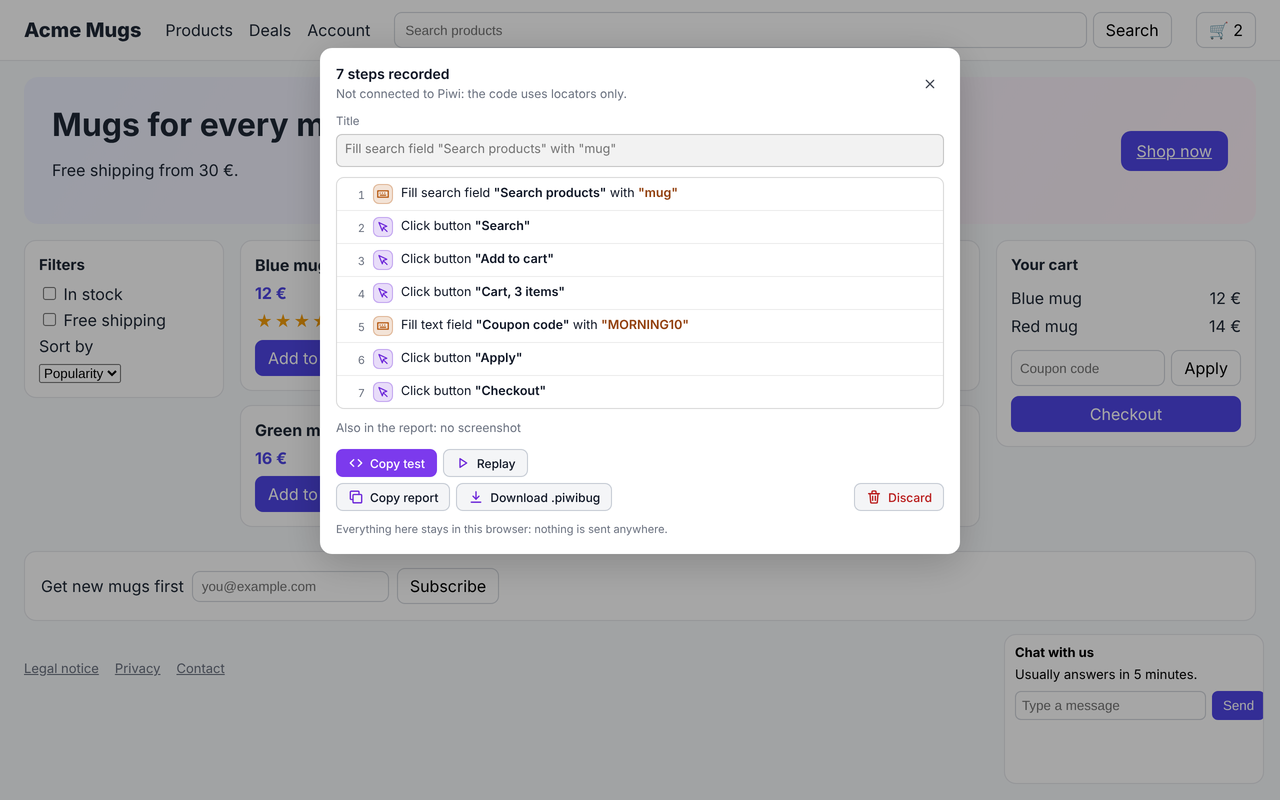 Acme Mugs
Products
Deals
Account
Search products
Search
🛒 2
Mugs for every m
Free shipping from 30 €.
Shop now
7 steps recorded
Not connected to Piwi: the code uses locators only.
Title
Fill search field "Search products" with "mug"
1 Fill search field "Search products" with "mug"
2 Click button "Search"
3 Click button "Add to cart"
4 Click button "Cart, 3 items"
5 Fill text field "Coupon code" with "MORNING10"
6 Click button "Apply"
7 Click button "Checkout"
Also in the report: no screenshot
Copy test
Replay
Copy report
Download .piwibug
Discard
Everything here stays in this browser: nothing is sent anywhere.
Filters
In stock
Free shipping
Sort by
Popularity
Blue mug
12 €
★★★★
Add to
Green m
16 €
Add to
Your cart
Blue mug 12 €
Red mug 14 €
Coupon code
Apply
Checkout
Get new mugs first
you@example.com
Subscribe
Legal notice
Privacy
Contact
Chat with us
Usually answers in 5 minutes.
Type a message
Send